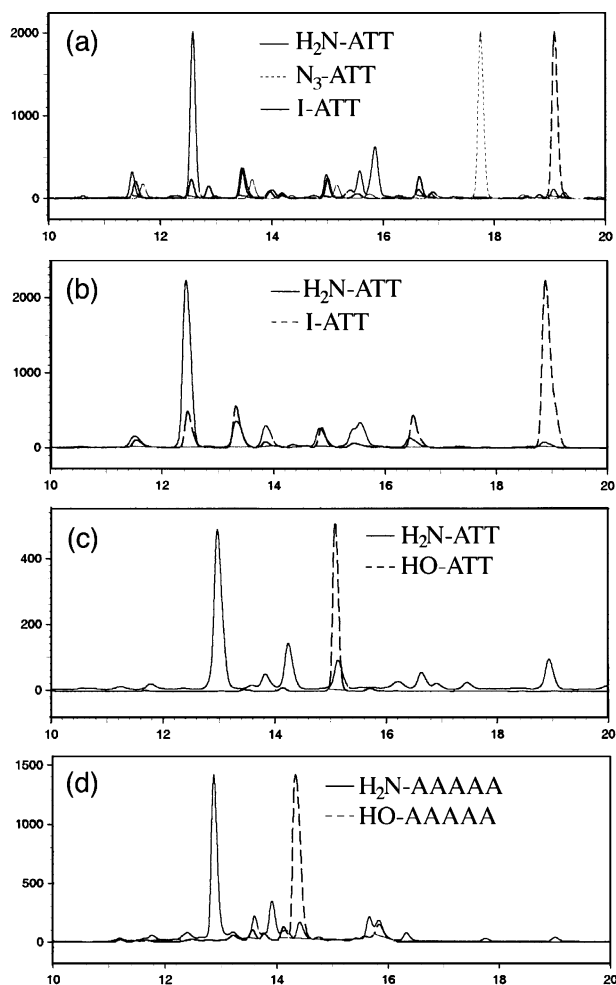 (a)
H₂N-ATT
N₃-ATT
I-ATT
2000
1000
0
10 12 14 16 18 20
(b)
H₂N-ATT
I-ATT
2000
1000
0
10 12 14 16 18 20
(c)
H₂N-ATT
HO-ATT
400
200
0
10 12 14 16 18 20
(d)
H₂N-AAAAA
HO-AAAAA
1500
1000
500
0
10 12 14 16 18 20